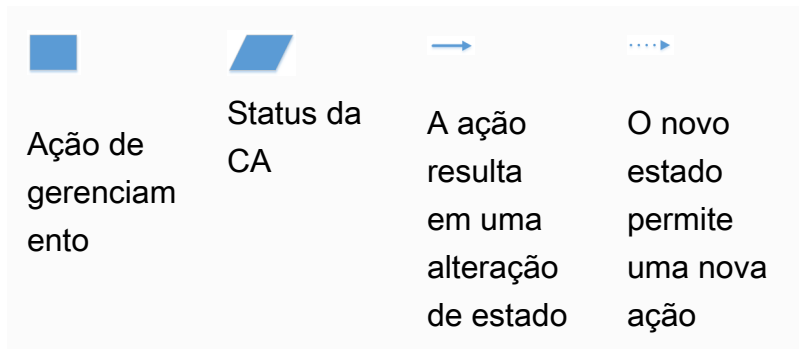 Ação de
gerenciam
ento
Status da
CA
A ação
resulta
em uma
alteração
de estado
O novo
estado
permite
uma nova
ação